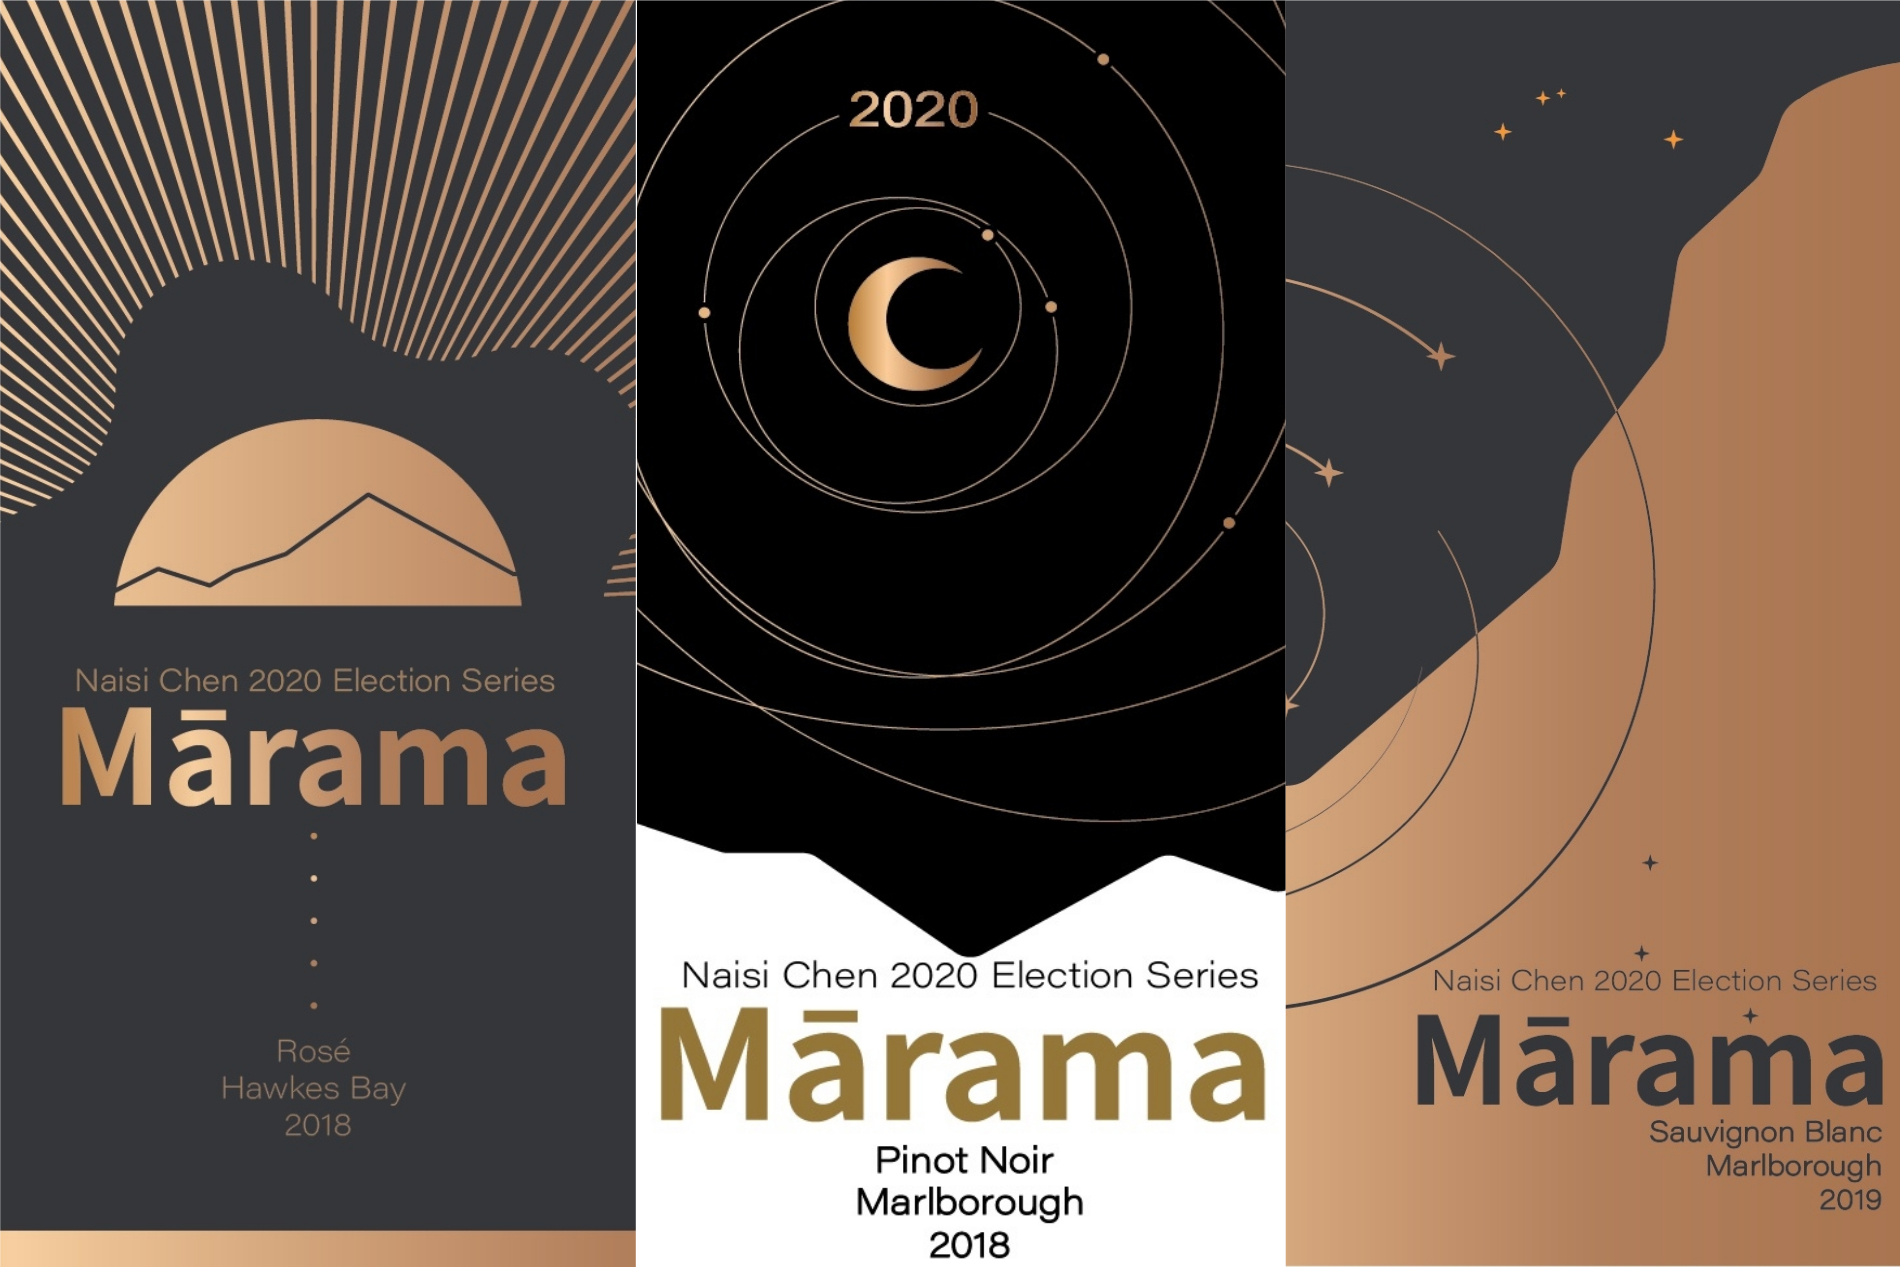 Naisi Chen 2020 Election Series
Mārama
Rosé
Hawkes Bay
2018
2020
Naisi Chen 2020 Election Series
Mārama
Pinot Noir
Marlborough
2018
Naisi Chen 2020 Election Series
Mārama
Sauvignon Blanc
Marlborough
2019